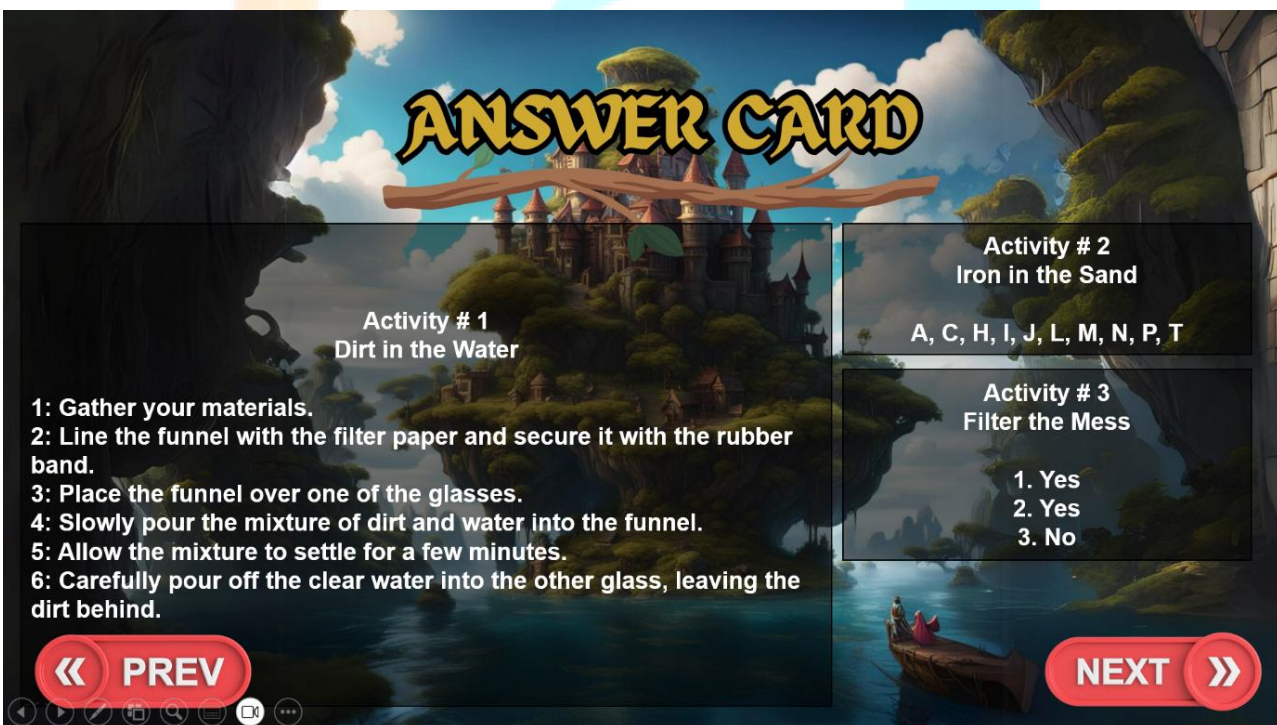 ANSWER CARD
Activity # 1
Dirt in the Water
1: Gather your materials.
2: Line the funnel with the filter paper and secure it with the rubber
band.
3: Place the funnel over one of the glasses.
4: Slowly pour the mixture of dirt and water into the funnel.
5: Allow the mixture to settle for a few minutes.
6: Carefully pour off the clear water into the other glass, leaving the
dirt behind.
Activity # 2
Iron in the Sand
A, C, H, I, J, L, M, N, P, T
Activity # 3
Filter the Mess
1. Yes
2. Yes
3. No
PREV
NEXT